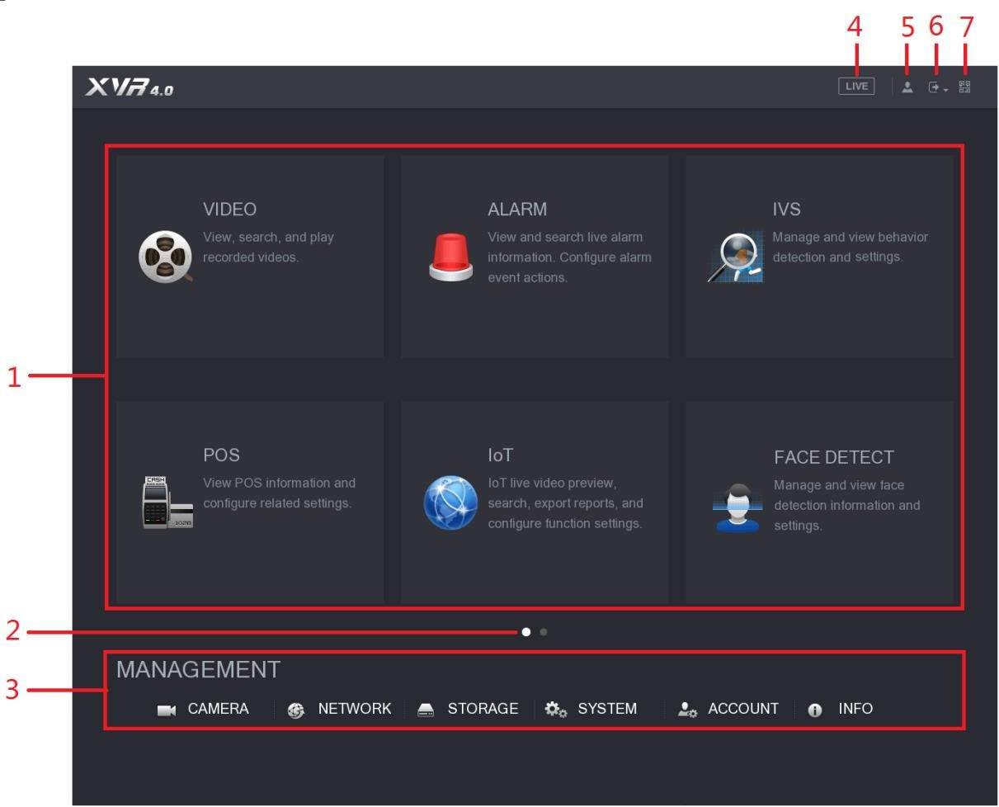 4 5 6 7
XVR 4.0
LIVE
VIDEO
View, search, and play
recorded videos.
ALARM
View and search live alarm
information. Configure alarm
event actions.
IVS
Manage and view behavior
detection and settings.
1
POS
View POS information and
configure related settings.
CASH
1028
IoT
IoT live video preview,
search, export reports, and
configure function settings.
FACE DETECT
Manage and view face
detection information and
settings.
2
MANAGEMENT
3
CAMERA NETWORK STORAGE SYSTEM ACCOUNT INFO